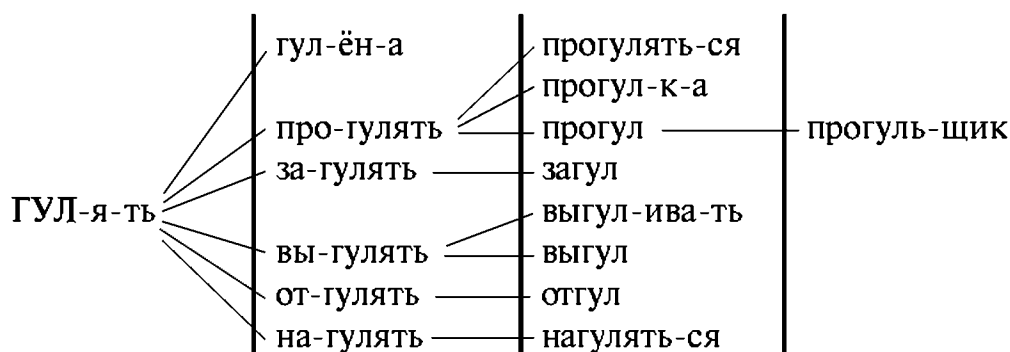 гул-ён-а прогулять-ся
прогул-к-а
про-гулять прогул прогуль-щик
за-гулять загул
ГУЛ-я-ть выгул-ива-ть
вы-гулять выгул
от-гулять отгул
на-гулять нагулять-ся